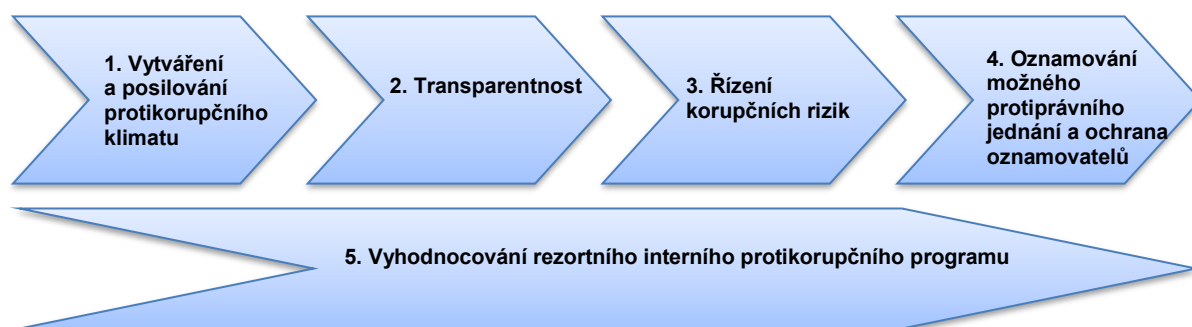 1. Vytváření
a posilování
protikorupčního
klimatu
2. Transparentnost
3. Řízení
korupčních rizik
4. Oznamování
možného
protiprávního
jednání a ochrana
oznamovatelů
5. Vyhodnocování rezortního interního protikorupčního programu